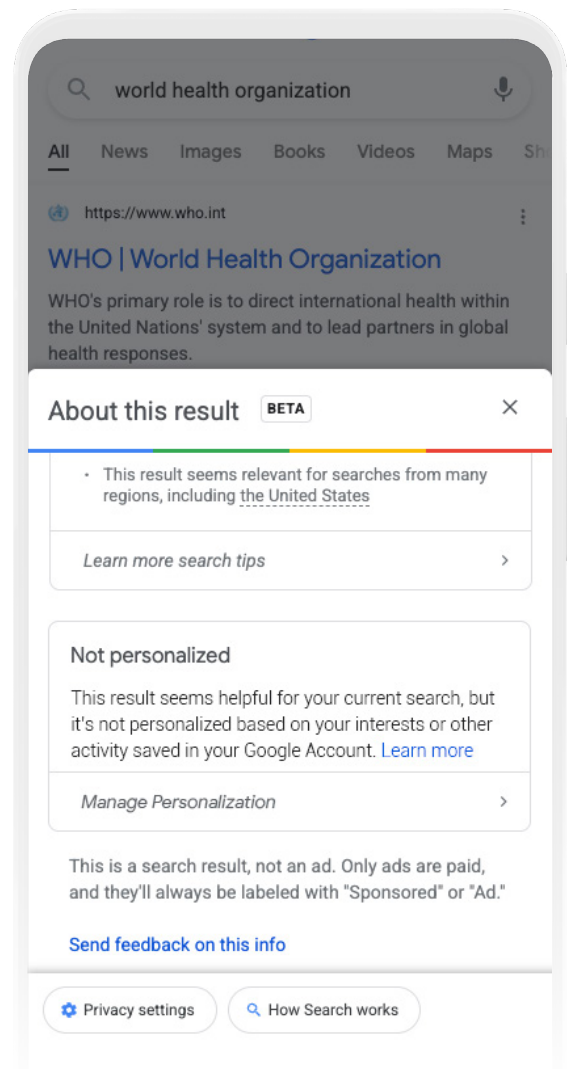 world health organization
All News Images Books Videos Maps
https://www.who.int
WHO | World Health Organization
WHO's primary role is to direct international health within
the United Nations' system and to lead partners in global
health responses.
About this result BETA
· This result seems relevant for searches from many
regions, including the United States
Learn more search tips
Not personalized
This result seems helpful for your current search, but
it's not personalized based on your interests or other
activity saved in your Google Account. Learn more
Manage Personalization
This is a search result, not an ad. Only ads are paid,
and they'll always be labeled with "Sponsored" or "Ad."
Send feedback on this info
Privacy settings How Search works